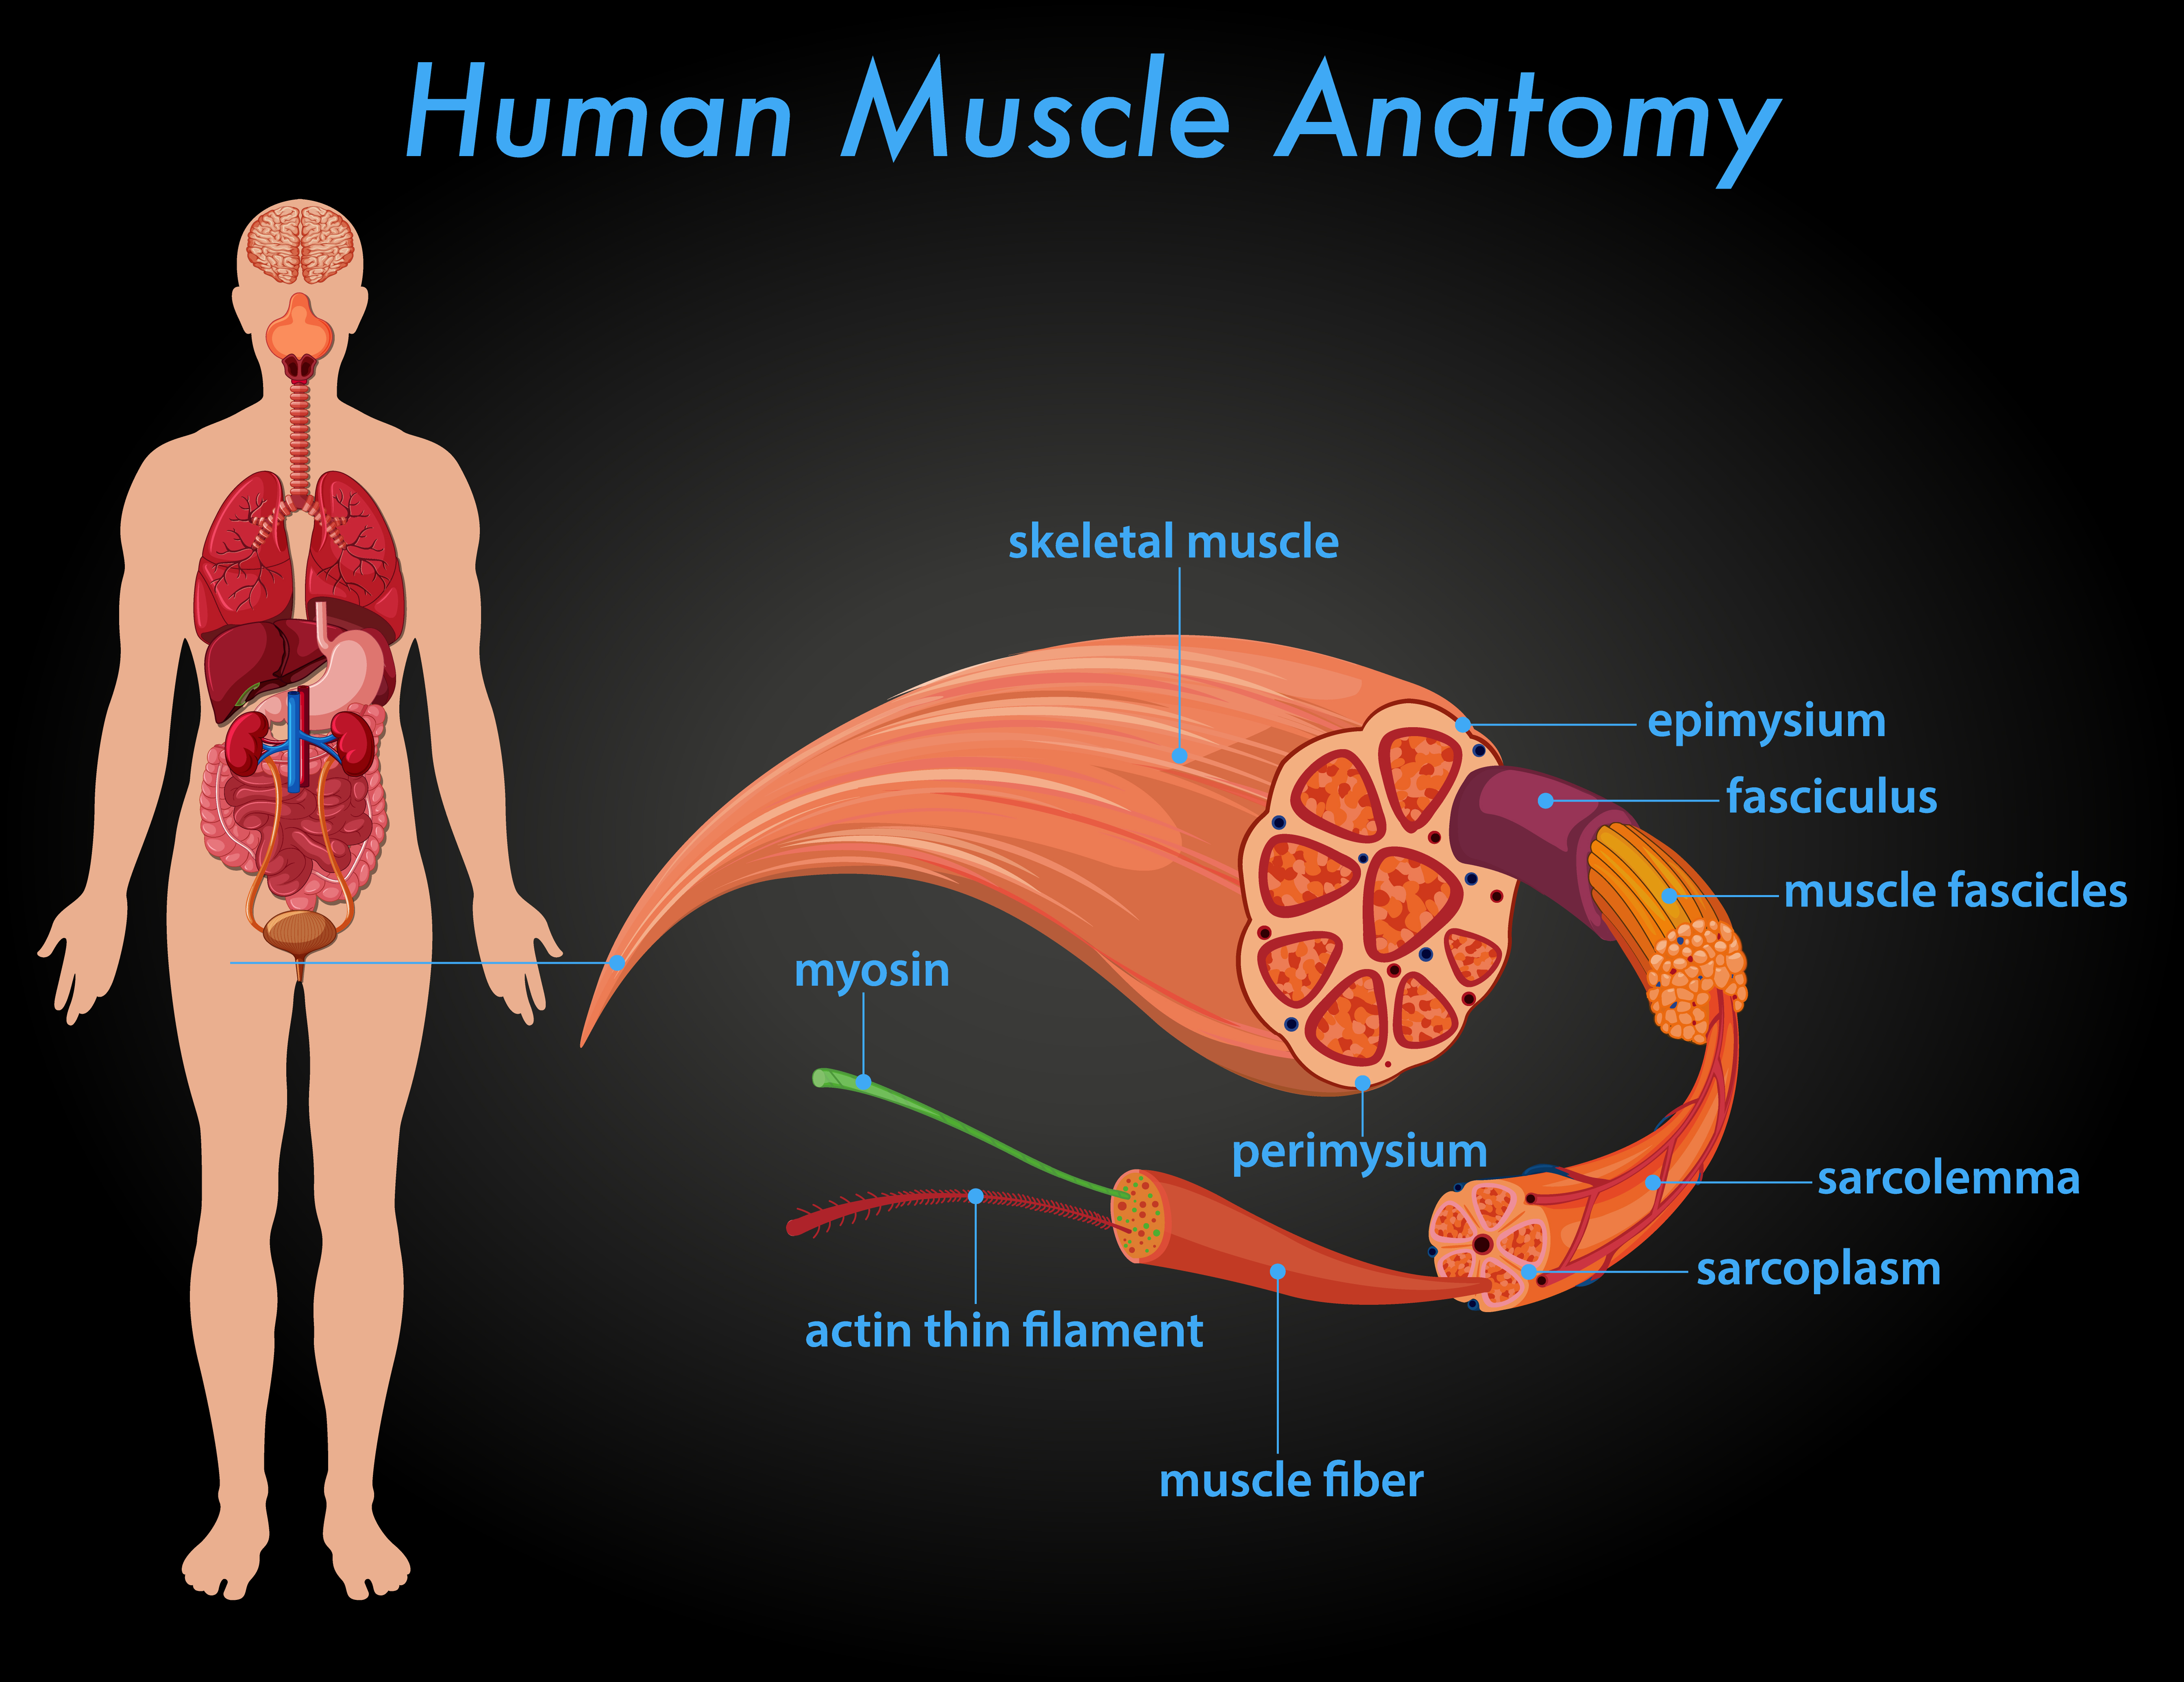 Human Muscle Anatomy
skeletal muscle
epimysium
fasciculus
muscle fascicles
myosin
perimysium
sarcolemma
sarcoplasm
actin thin filament
muscle fiber